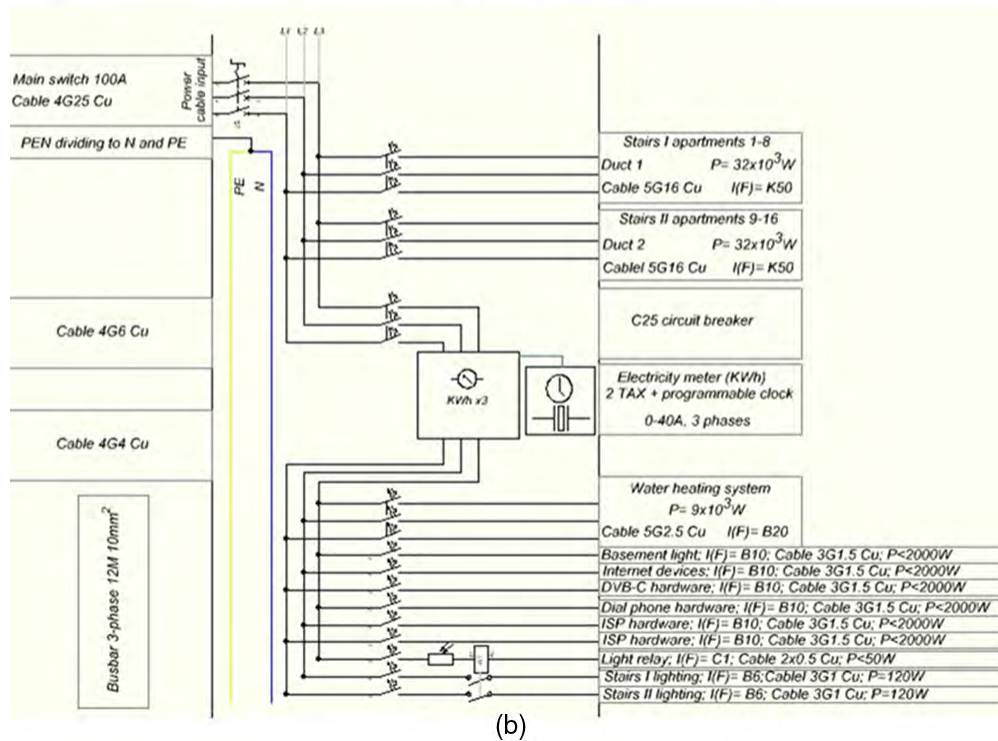 L1 L2 L3
Main switch 100A
Cable 4G25 Cu
Power
cable input
PEN dividing to N and PE
PE
N
Stairs I apartments 1-8
Duct 1 P= 32x10³W
Cable 5G16 Cu I(F)= K50
Stairs II apartments 9-16
Duct 2 P= 32x10³W
Cablel 5G16 Cu I(F)= K50
Cable 4G6 Cu
C25 circuit breaker
KWh x3
Electricity meter (KWh)
2 TAX + programmable clock
0-40A, 3 phases
Cable 4G4 Cu
Busbar 3-phase 12M 10mm²
Water heating system
P= 9x10³W
Cable 5G2.5 Cu I(F)= B20
Basement light; I(F)= B10; Cable 3G1.5 Cu; P<2000W
Internet devices; I(F)= B10; Cable 3G1.5 Cu; P<2000W
DVB-C hardware; I(F)= B10; Cable 3G1.5 Cu; P<2000W
Dial phone hardware; I(F)= B10; Cable 3G1.5 Cu; P<2000W
ISP hardware; I(F)= B10; Cable 3G1.5 Cu; P<2000W
ISP hardware; I(F)= B10; Cable 3G1.5 Cu; P<2000W
Light relay; I(F)= C1; Cable 2x0.5 Cu; P<50W
Stairs I lighting; I(F)= B6;Cablel 3G1 Cu; P=120W
Stairs II lighting; I(F)= B6; Cable 3G1 Cu; P=120W
(b)